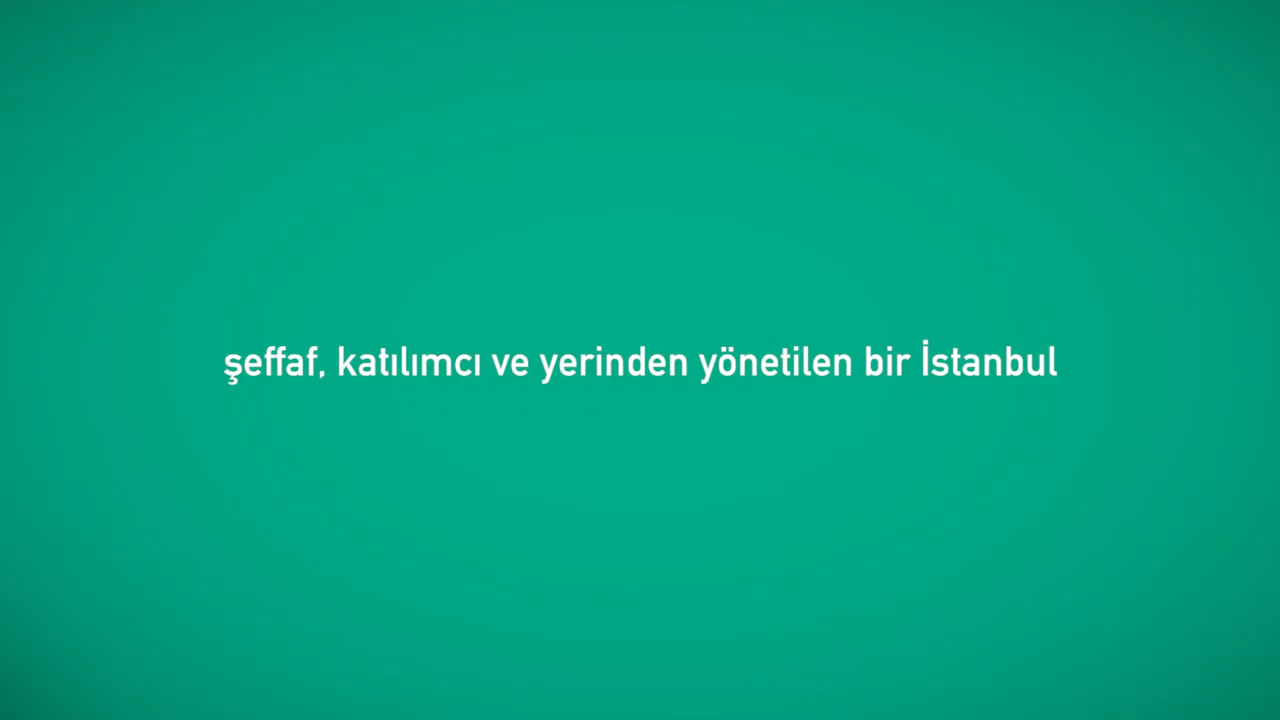 şeffaf, katılımcı ve yerinden yönetilen bir İstanbul